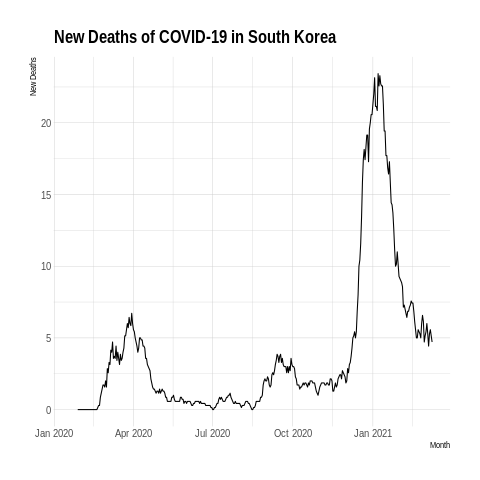 New Deaths of COVID-19 in South Korea
New Deaths
20
15
10
5
0
Jan 2020 Apr 2020 Jul 2020 Oct 2020 Jan 2021
Month